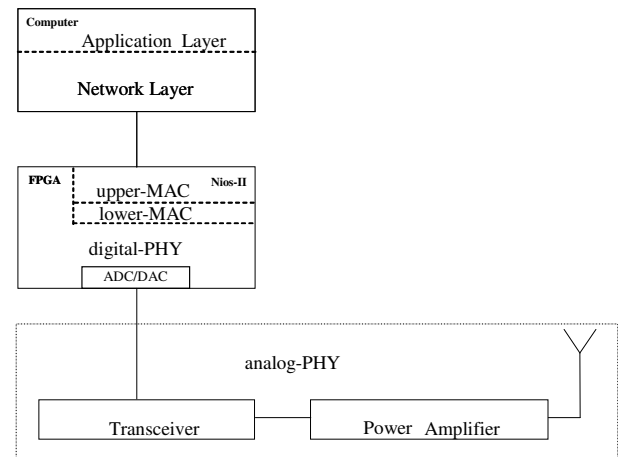 Computer
Application Layer
Network Layer
FPGA
Nios-II
upper-MAC
lower-MAC
digital-PHY
ADC/DAC
analog-PHY
Transceiver
Power Amplifier